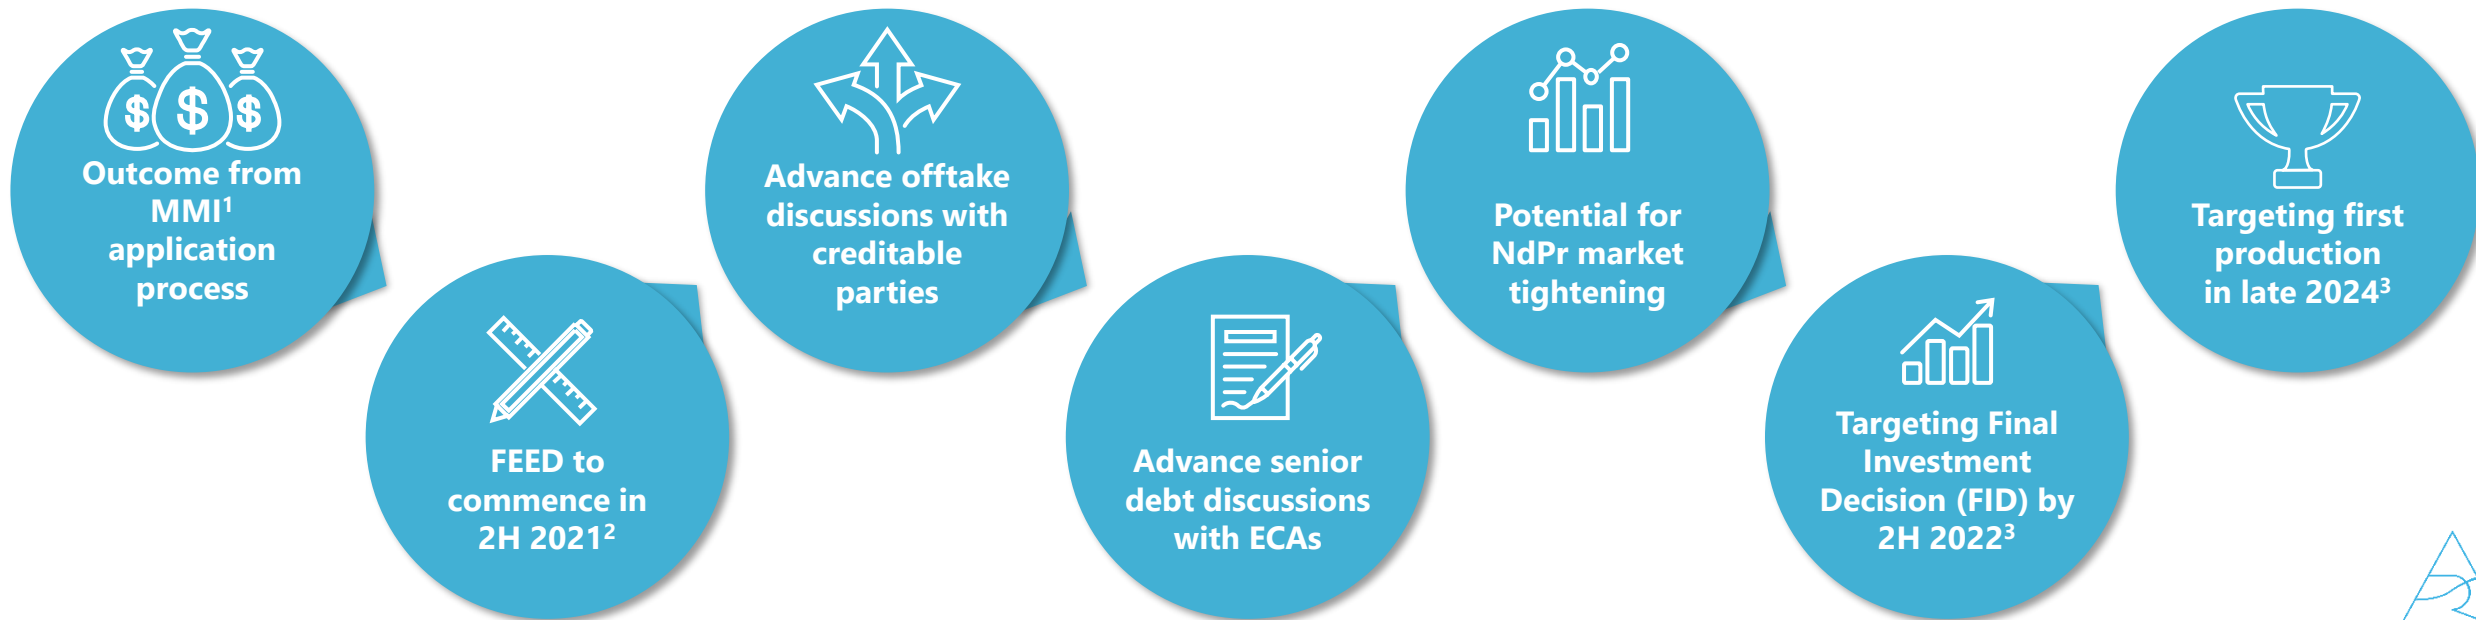 Outcome from
MMI¹
application
process
FEED to
commence in
2H 2021²
Advance offtake
discussions with
creditable
parties
Advance senior
debt discussions
with ECAs
Potential for
NdPr market
tightening
Targeting Final
Investment
Decision (FID) by
2H 2022³
Targeting first
production
in late 2024³